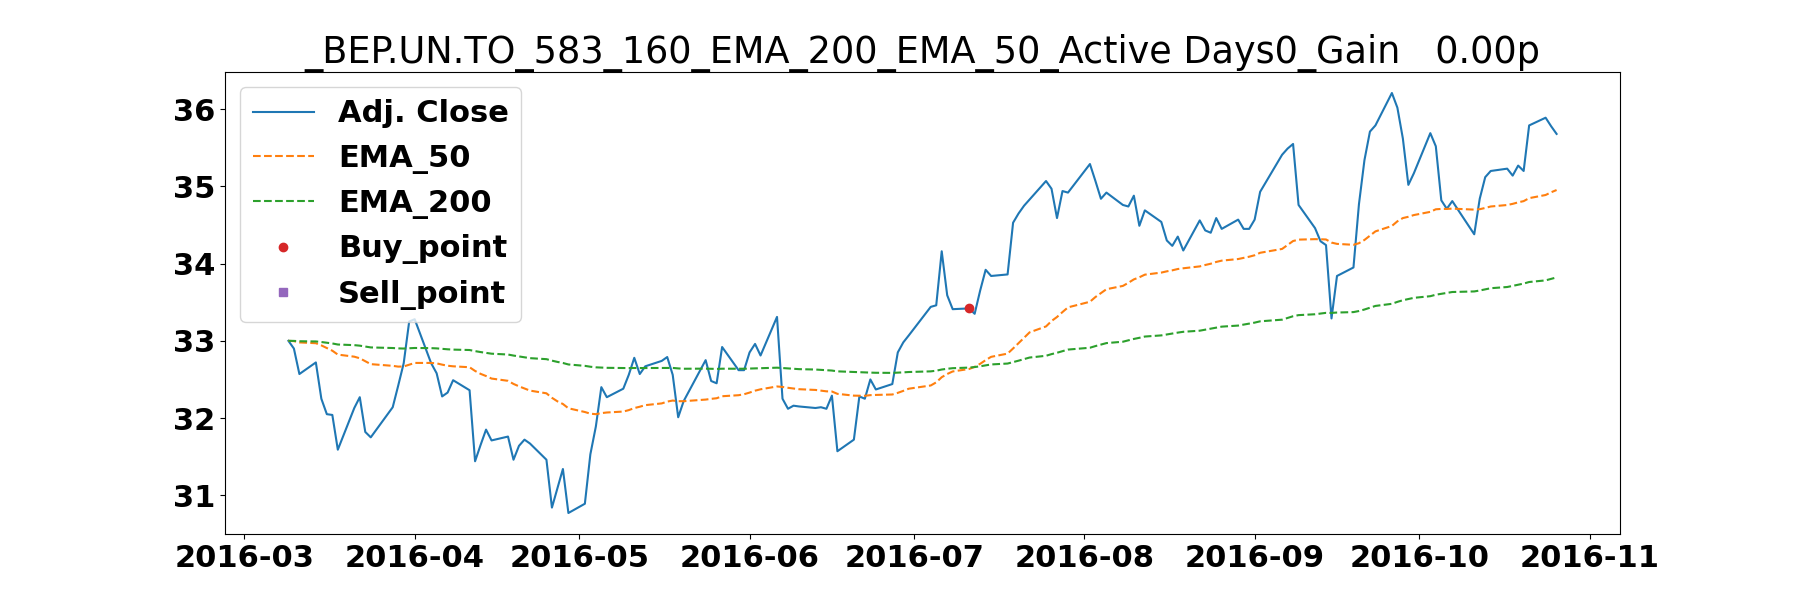 _BEP.UN.TO_583_160_EMA_200_EMA_50_Active Days0_Gain   0.00p
Adj. Close
EMA_50
EMA_200
Buy_point
Sell_point
36
35
34
33
32
31
2016-03 2016-04 2016-05 2016-06 2016-07 2016-08 2016-09 2016-10 2016-11